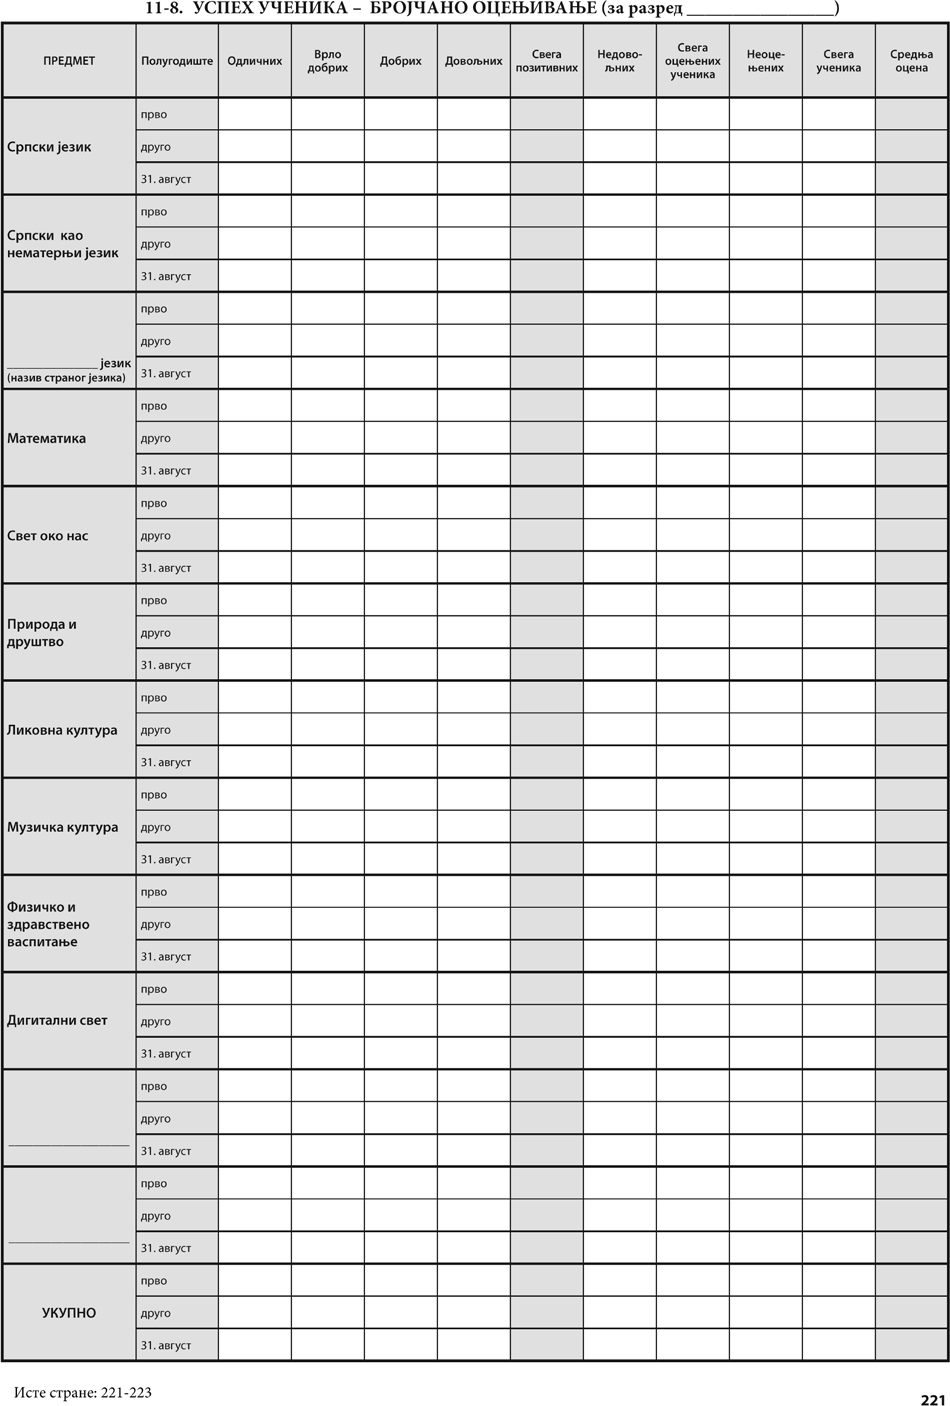 11-8. УСПЕХ УЧЕНИКА – БРОЈЧАНО ОЦЕЊИВАЊЕ (за разред ________________)
ПРЕДМЕТ Полугодиште Одличних Врло добрих Добрих Довољних Свега позитивних Недово-љних Свега оцењених ученика Неоце-њених Свега ученика Средња оцена
Српски језик
прво
друго
31. август
Српски као
нематерњи језик
прво
друго
31. август
_______________ језик
(назив страног језика)
прво
друго
31. август
Математика
прво
друго
31. август
Свет око нас
прво
друго
31. август
Природа и
друштво
прво
друго
31. август
Ликовна култура
прво
друго
31. август
Музичка култура
прво
друго
31. август
Физичко и
здравствено
васпитање
прво
друго
31. август
Дигитални свет
прво
друго
31. август
____________________
прво
друго
31. август
____________________
прво
друго
31. август
УКУПНО
прво
друго
31. август
Исте стране: 221-223
221